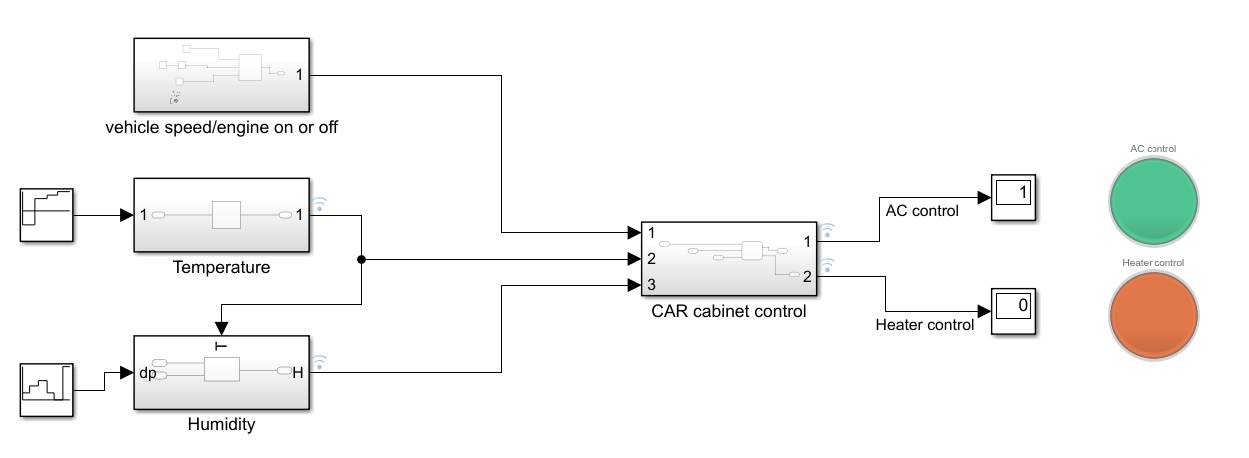 1
vehicle speed/engine on or off
1
1
Temperature
T
dp
H
Humidity
1
2
3
1
2
CAR cabinet control
AC control
1
Heater control
0
AC control
Heater control